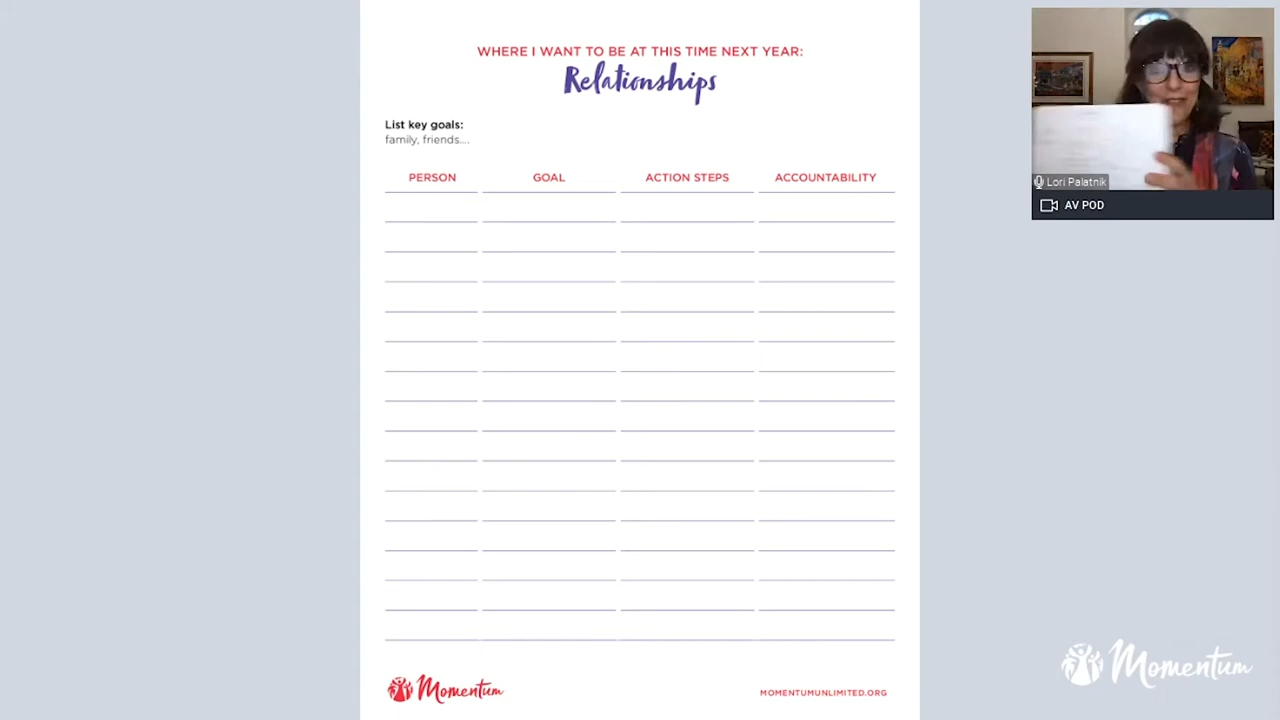 WHERE I WANT TO BE AT THIS TIME NEXT YEAR:
Relationships
List key goals:
family, friends....
PERSON GOAL ACTION STEPS ACCOUNTABILITY
Momentum
MOMENTUMUNLIMITED.ORG
Lori Palatnik
AV POD
Momentum